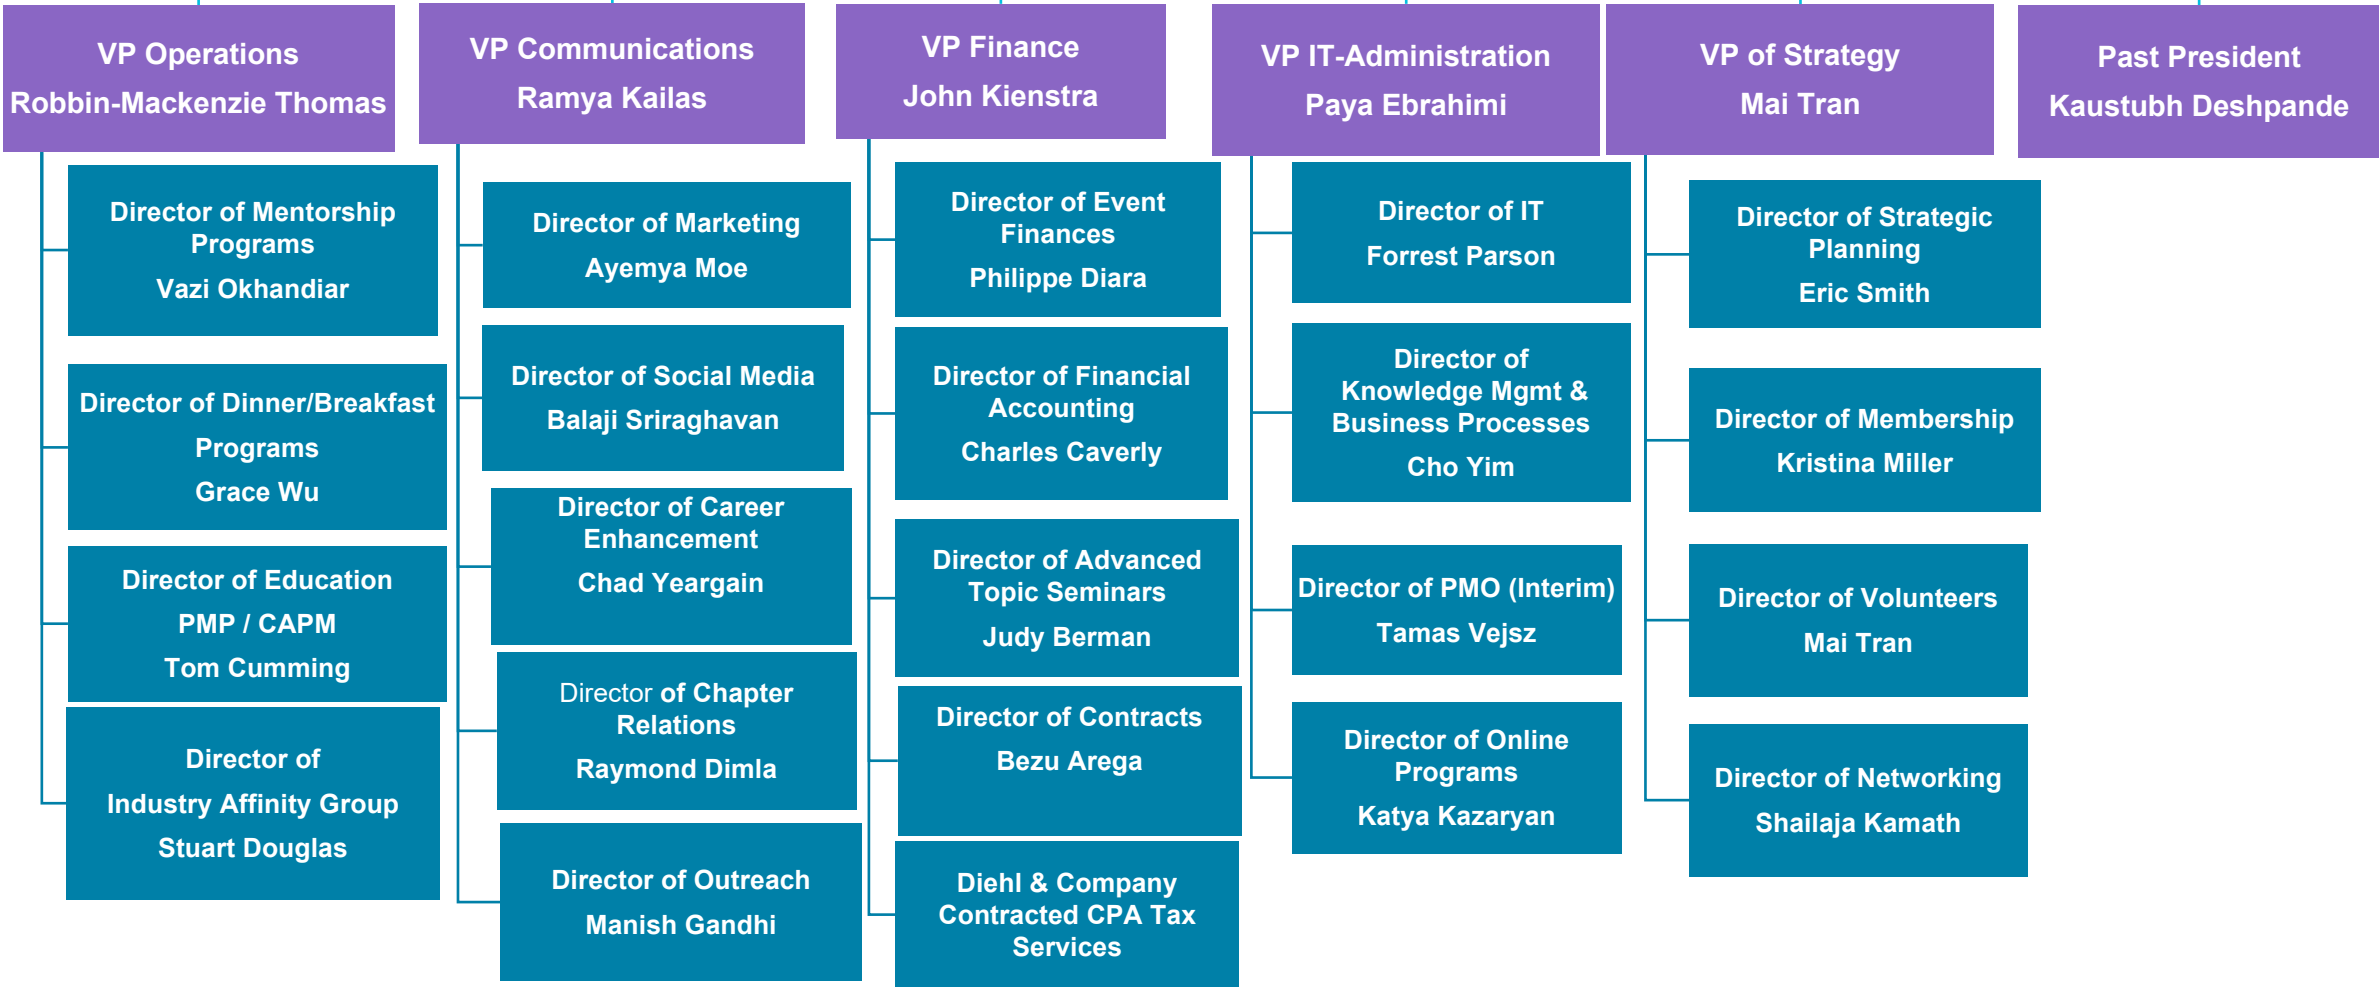 VP Operations
Robbin-Mackenzie Thomas
Director of Mentorship
Programs
Vazi Okhandiar
Director of Dinner/Breakfast
Programs
Grace Wu
Director of Education
PMP / CAPM
Tom Cumming
Director of
Industry Affinity Group
Stuart Douglas
VP Communications
Ramya Kailas
Director of Marketing
Ayemya Moe
Director of Social Media
Balaji Sriraghavan
Director of Career
Enhancement
Chad Yeargain
Director of Chapter
Relations
Raymond Dimla
Director of Outreach
Manish Gandhi
VP Finance
John Kienstra
Director of Event
Finances
Philippe Diara
Director of Financial
Accounting
Charles Caverly
Director of Advanced
Topic Seminars
Judy Berman
Director of Contracts
Bezu Arega
Diehl & Company
Contracted CPA Tax
Services
VP IT-Administration
Paya Ebrahimi
Director of IT
Forrest Parson
Director of
Knowledge Mgmt &
Business Processes
Cho Yim
Director of PMO (Interim)
Tamas Vejsz
Director of Online
Programs
Katya Kazaryan
VP of Strategy
Mai Tran
Director of Strategic
Planning
Eric Smith
Director of Membership
Kristina Miller
Director of Volunteers
Mai Tran
Director of Networking
Shailaja Kamath
Past President
Kaustubh Deshpande